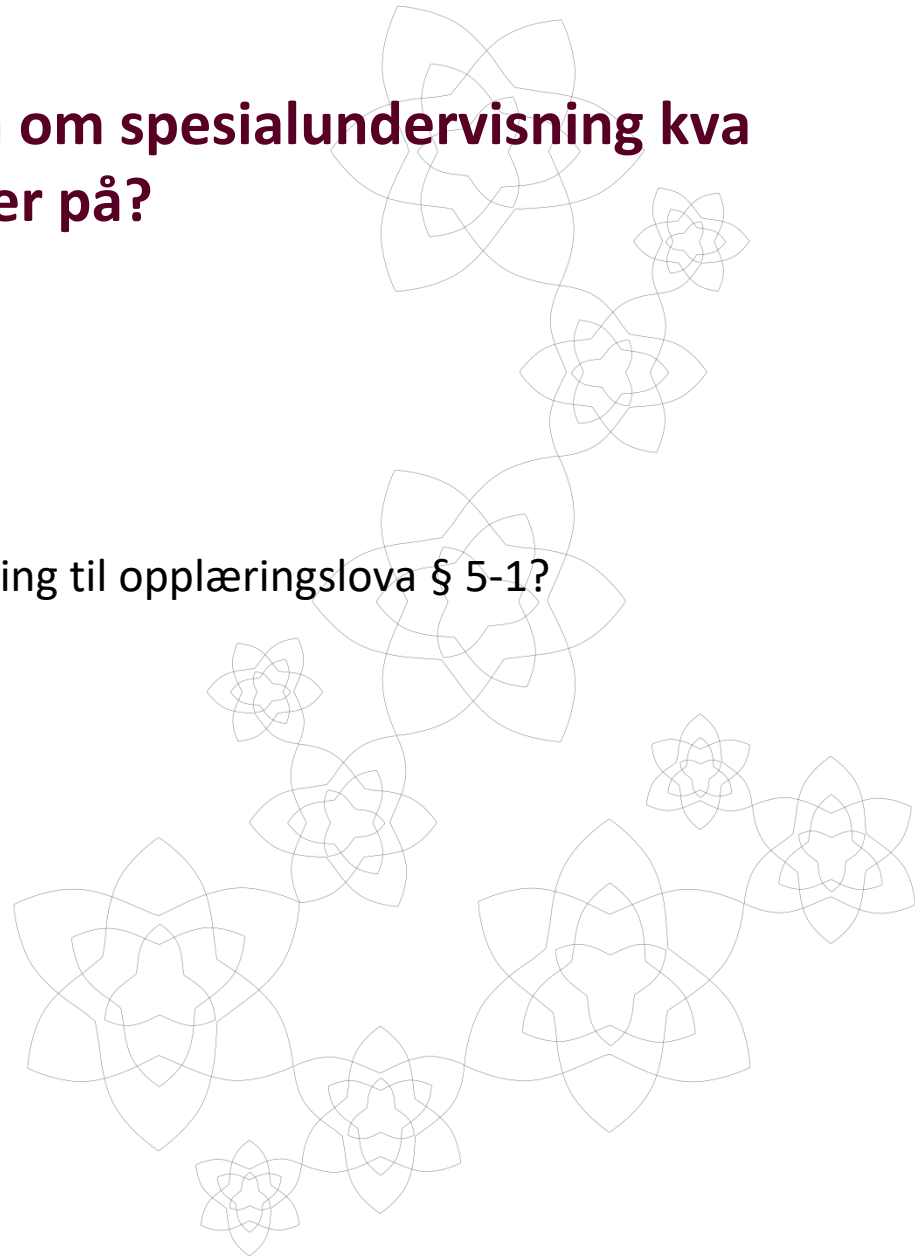 om spesialundervisning kva
er på?
ing til opplæringslova § 5-1?